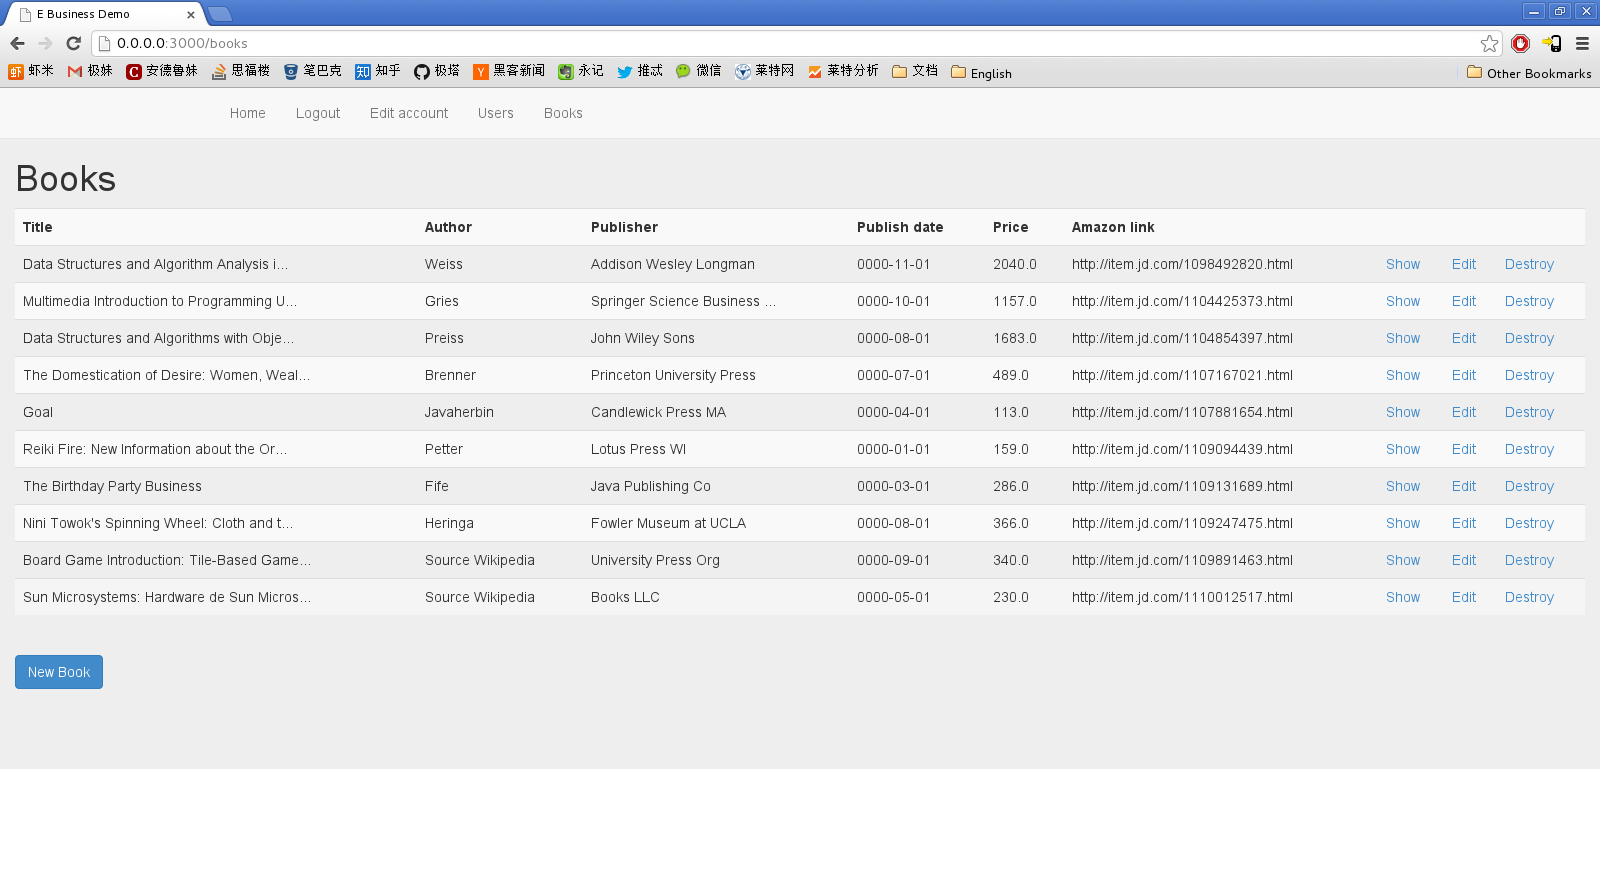 E Business Demo
0.0.0.0:3000/books
虾米 极妹 安德鲁妹 思福楼 笔巴克 知乎 极塔 黑客新闻 永记 推忒 微信 莱特网 莱特分析 文档 English Other Bookmarks
Home Logout Edit account Users Books
Books
Title Author Publisher Publish date Price Amazon link
Data Structures and Algorithm Analysis i... Weiss Addison Wesley Longman 0000-11-01 2040.0 http://item.jd.com/1098492820.html Show Edit Destroy
Multimedia Introduction to Programming U... Gries Springer Science Business ... 0000-10-01 1157.0 http://item.jd.com/1104425373.html Show Edit Destroy
Data Structures and Algorithms with Obje... Preiss John Wiley Sons 0000-08-01 1683.0 http://item.jd.com/1104854397.html Show Edit Destroy
The Domestication of Desire: Women, Weal... Brenner Princeton University Press 0000-07-01 489.0 http://item.jd.com/1107167021.html Show Edit Destroy
Goal Javaherbin Candlewick Press MA 0000-04-01 113.0 http://item.jd.com/1107881654.html Show Edit Destroy
Reiki Fire: New Information about the Or... Petter Lotus Press WI 0000-01-01 159.0 http://item.jd.com/1109094439.html Show Edit Destroy
The Birthday Party Business Fife Java Publishing Co 0000-03-01 286.0 http://item.jd.com/1109131689.html Show Edit Destroy
Nini Towok's Spinning Wheel: Cloth and t... Heringa Fowler Museum at UCLA 0000-08-01 366.0 http://item.jd.com/1109247475.html Show Edit Destroy
Board Game Introduction: Tile-Based Game... Source Wikipedia University Press Org 0000-09-01 340.0 http://item.jd.com/1109891463.html Show Edit Destroy
Sun Microsystems: Hardware de Sun Micros... Source Wikipedia Books LLC 0000-05-01 230.0 http://item.jd.com/1110012517.html Show Edit Destroy
New Book